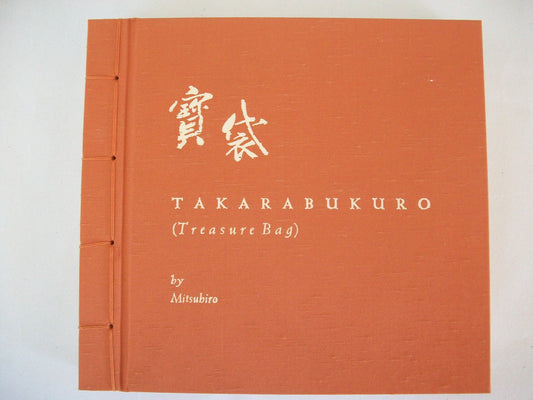 寶袋
TAKARABUKURO
(Treasure Bag)
by
Mitsuhiro